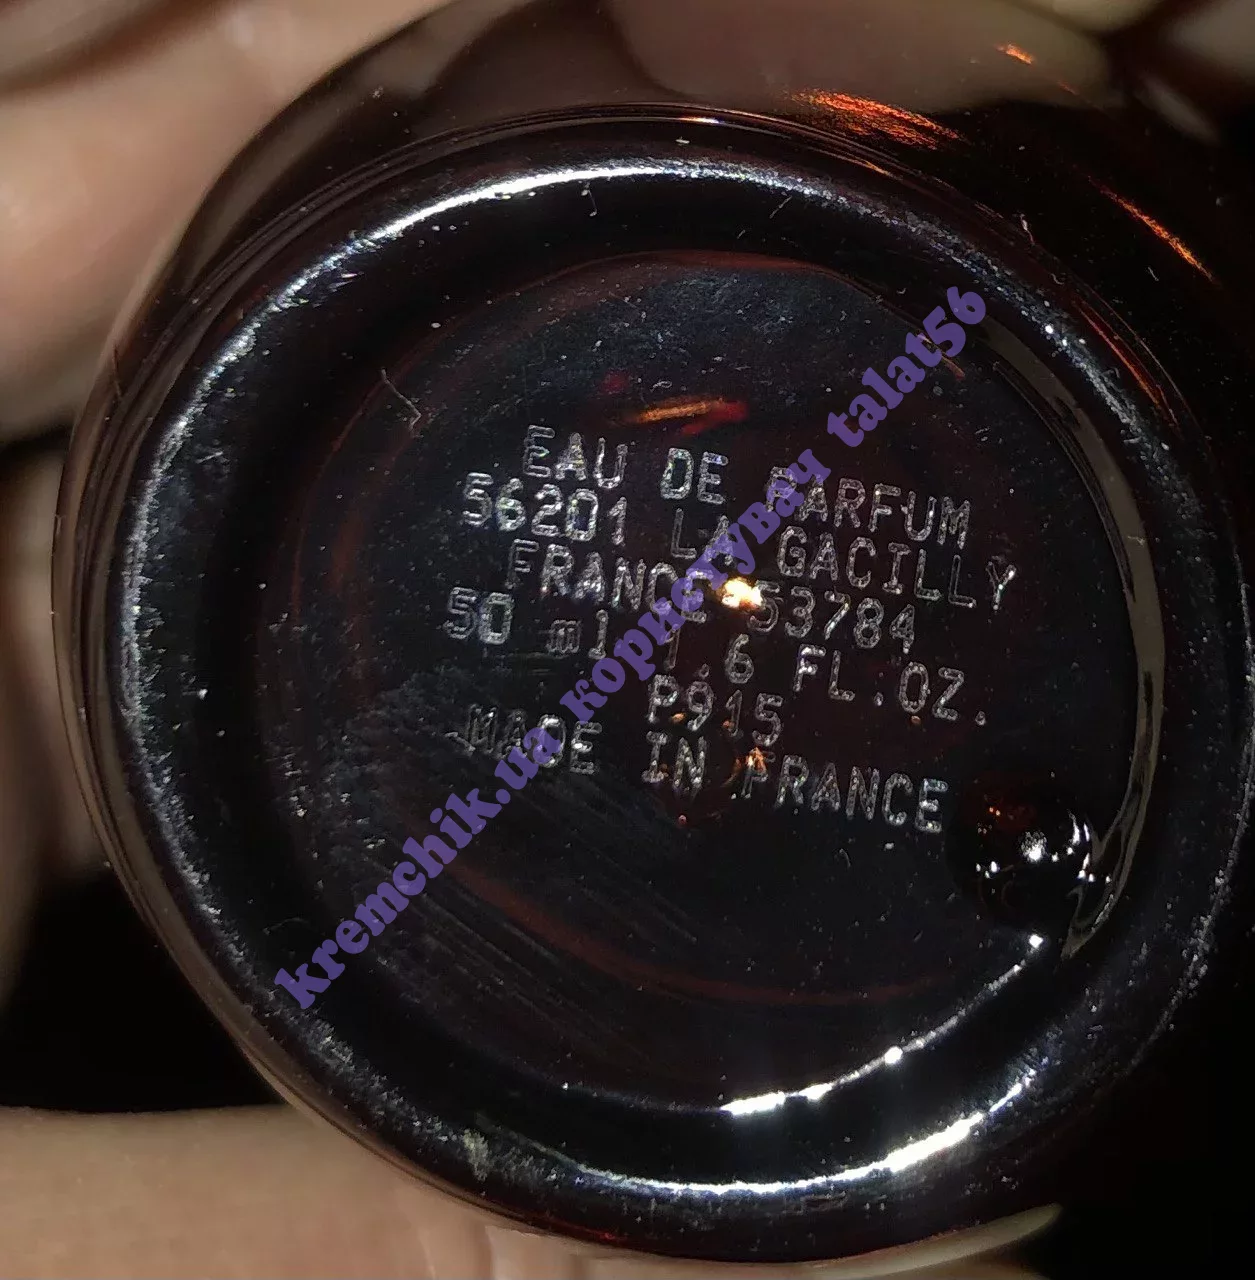 EAU DE PARFUM
56201 LA GACILLY
FRANCE 53784
50 ml 1.6 FL.OZ.
P915
MADE IN FRANCE
kremchik.ua користувач talat56